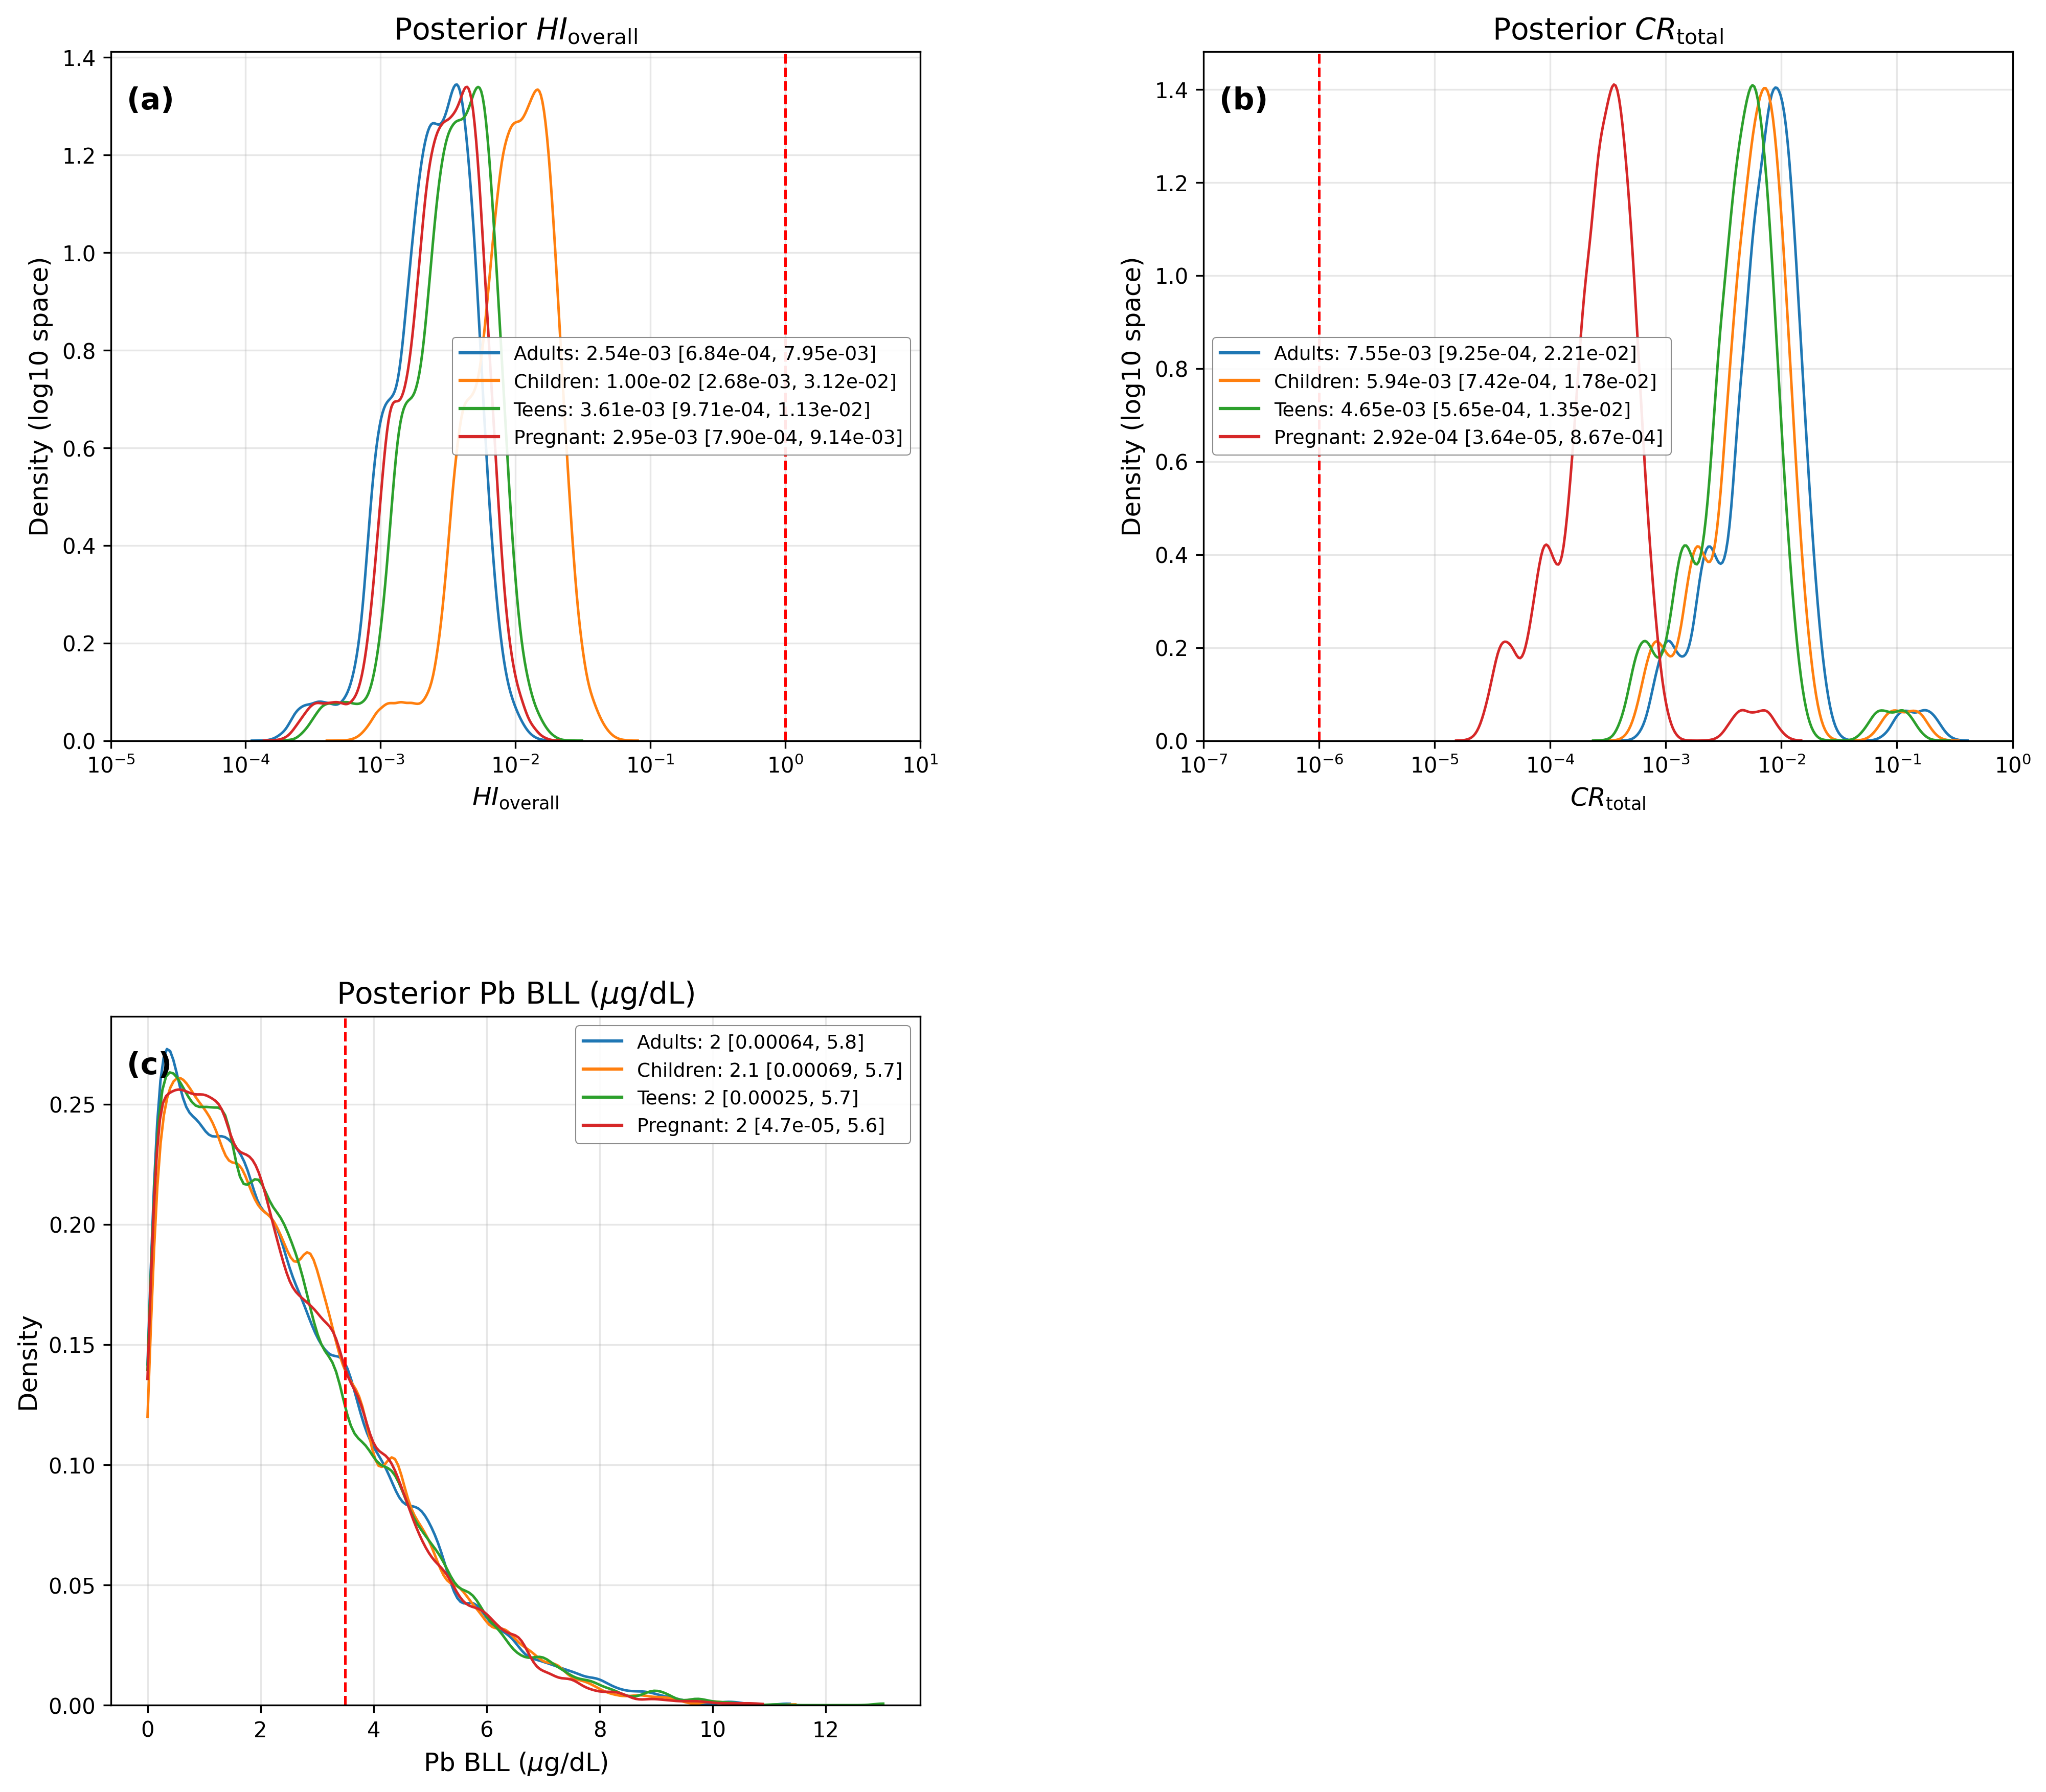 Posterior HI_overall
(a)
Density (log10 space)
1.4
1.2
1.0
0.8
0.6
0.4
0.2
0.0
Adults: 2.54e-03 [6.84e-04, 7.95e-03]
Children: 1.00e-02 [2.68e-03, 3.12e-02]
Teens: 3.61e-03 [9.71e-04, 1.13e-02]
Pregnant: 2.95e-03 [7.90e-04, 9.14e-03]
10⁻⁵ 10⁻⁴ 10⁻³ 10⁻² 10⁻¹ 10⁰ 10¹
HI_overall
Posterior CR_total
(b)
Density (log10 space)
1.4
1.2
1.0
0.8
0.6
0.4
0.2
0.0
Adults: 7.55e-03 [9.25e-04, 2.21e-02]
Children: 5.94e-03 [7.42e-04, 1.78e-02]
Teens: 4.65e-03 [5.65e-04, 1.35e-02]
Pregnant: 2.92e-04 [3.64e-05, 8.67e-04]
10⁻⁷ 10⁻⁶ 10⁻⁵ 10⁻⁴ 10⁻³ 10⁻² 10⁻¹ 10⁰
CR_total
Posterior Pb BLL (μg/dL)
(c)
Density
0.25
0.20
0.15
0.10
0.05
0.00
Adults: 2 [0.00064, 5.8]
Children: 2.1 [0.00069, 5.7]
Teens: 2 [0.00025, 5.7]
Pregnant: 2 [4.7e-05, 5.6]
0 2 4 6 8 10 12
Pb BLL (μg/dL)